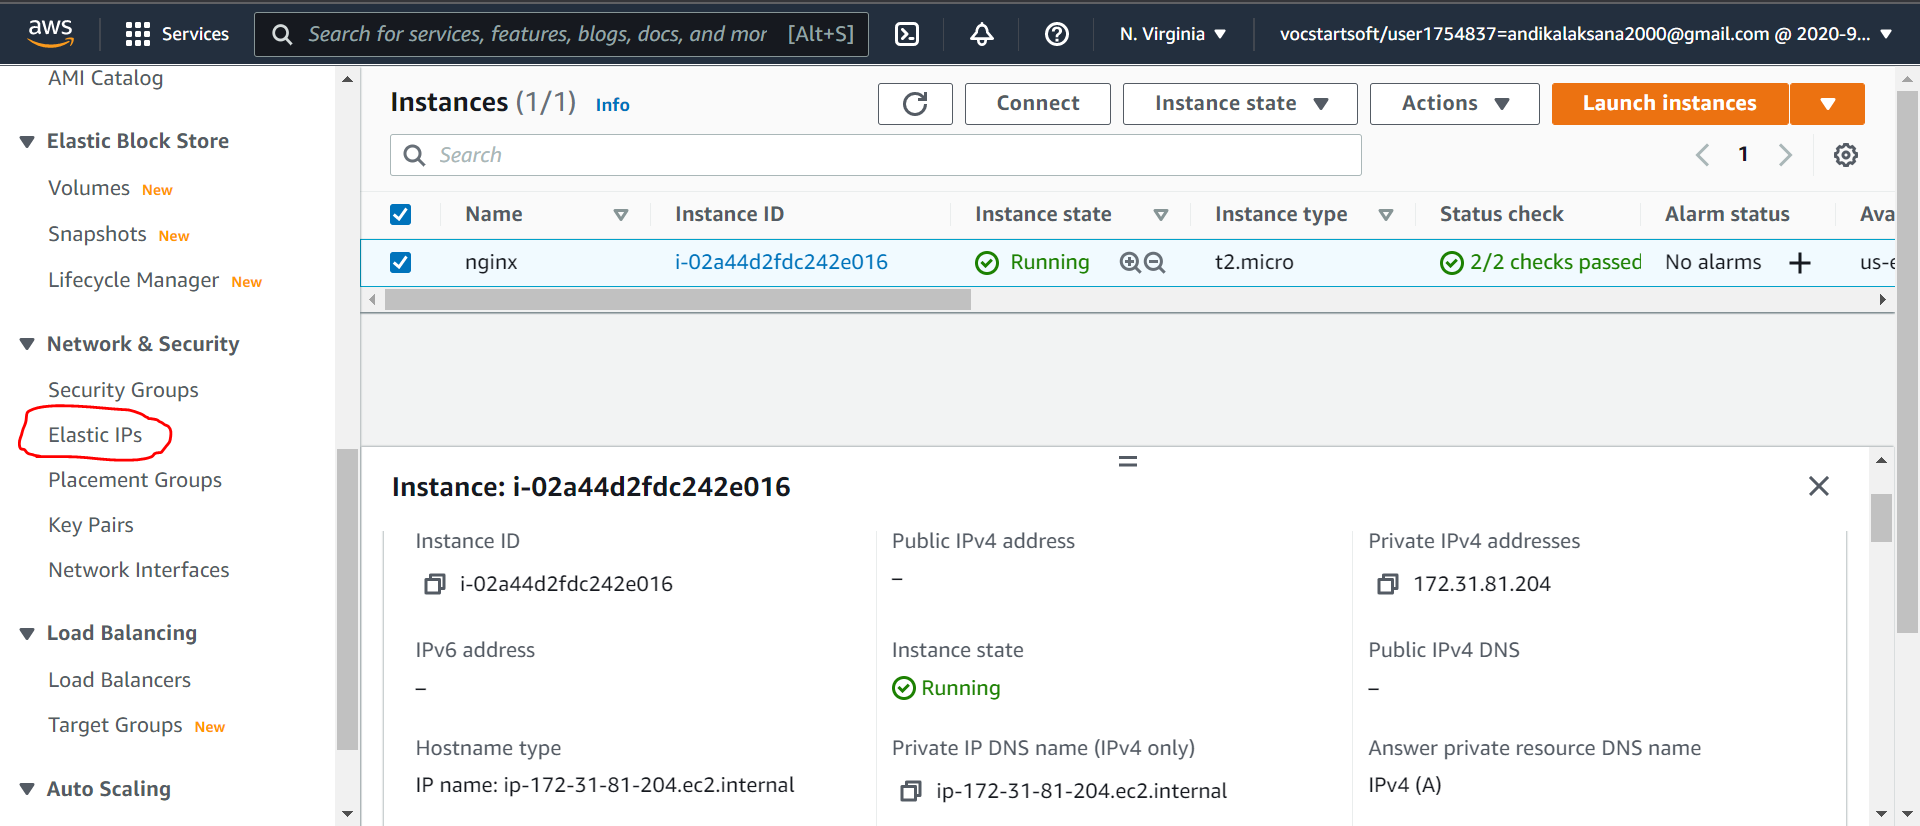 aws
Services
Search for services, features, blogs, docs, and mor [Alt+S]
N. Virginia
vocstartsoft/user1754837=andikalaksana2000@gmail.com @ 2020-9...
AMI Catalog
Elastic Block Store
Volumes New
Snapshots New
Lifecycle Manager New
Network & Security
Security Groups
Elastic IPs
Placement Groups
Key Pairs
Network Interfaces
Load Balancing
Load Balancers
Target Groups New
Auto Scaling
Instances (1/1) Info
Connect
Instance state
Actions
Launch instances
Search
1
Name Instance ID Instance state Instance type Status check Alarm status Ava
nginx i-02a44d2fdc242e016 Running t2.micro 2/2 checks passed No alarms + us-e
Instance: i-02a44d2fdc242e016
Instance ID Public IPv4 address Private IPv4 addresses
i-02a44d2fdc242e016 – 172.31.81.204
IPv6 address Instance state Public IPv4 DNS
– Running –
Hostname type Private IP DNS name (IPv4 only) Answer private resource DNS name
IP name: ip-172-31-81-204.ec2.internal ip-172-31-81-204.ec2.internal IPv4 (A)